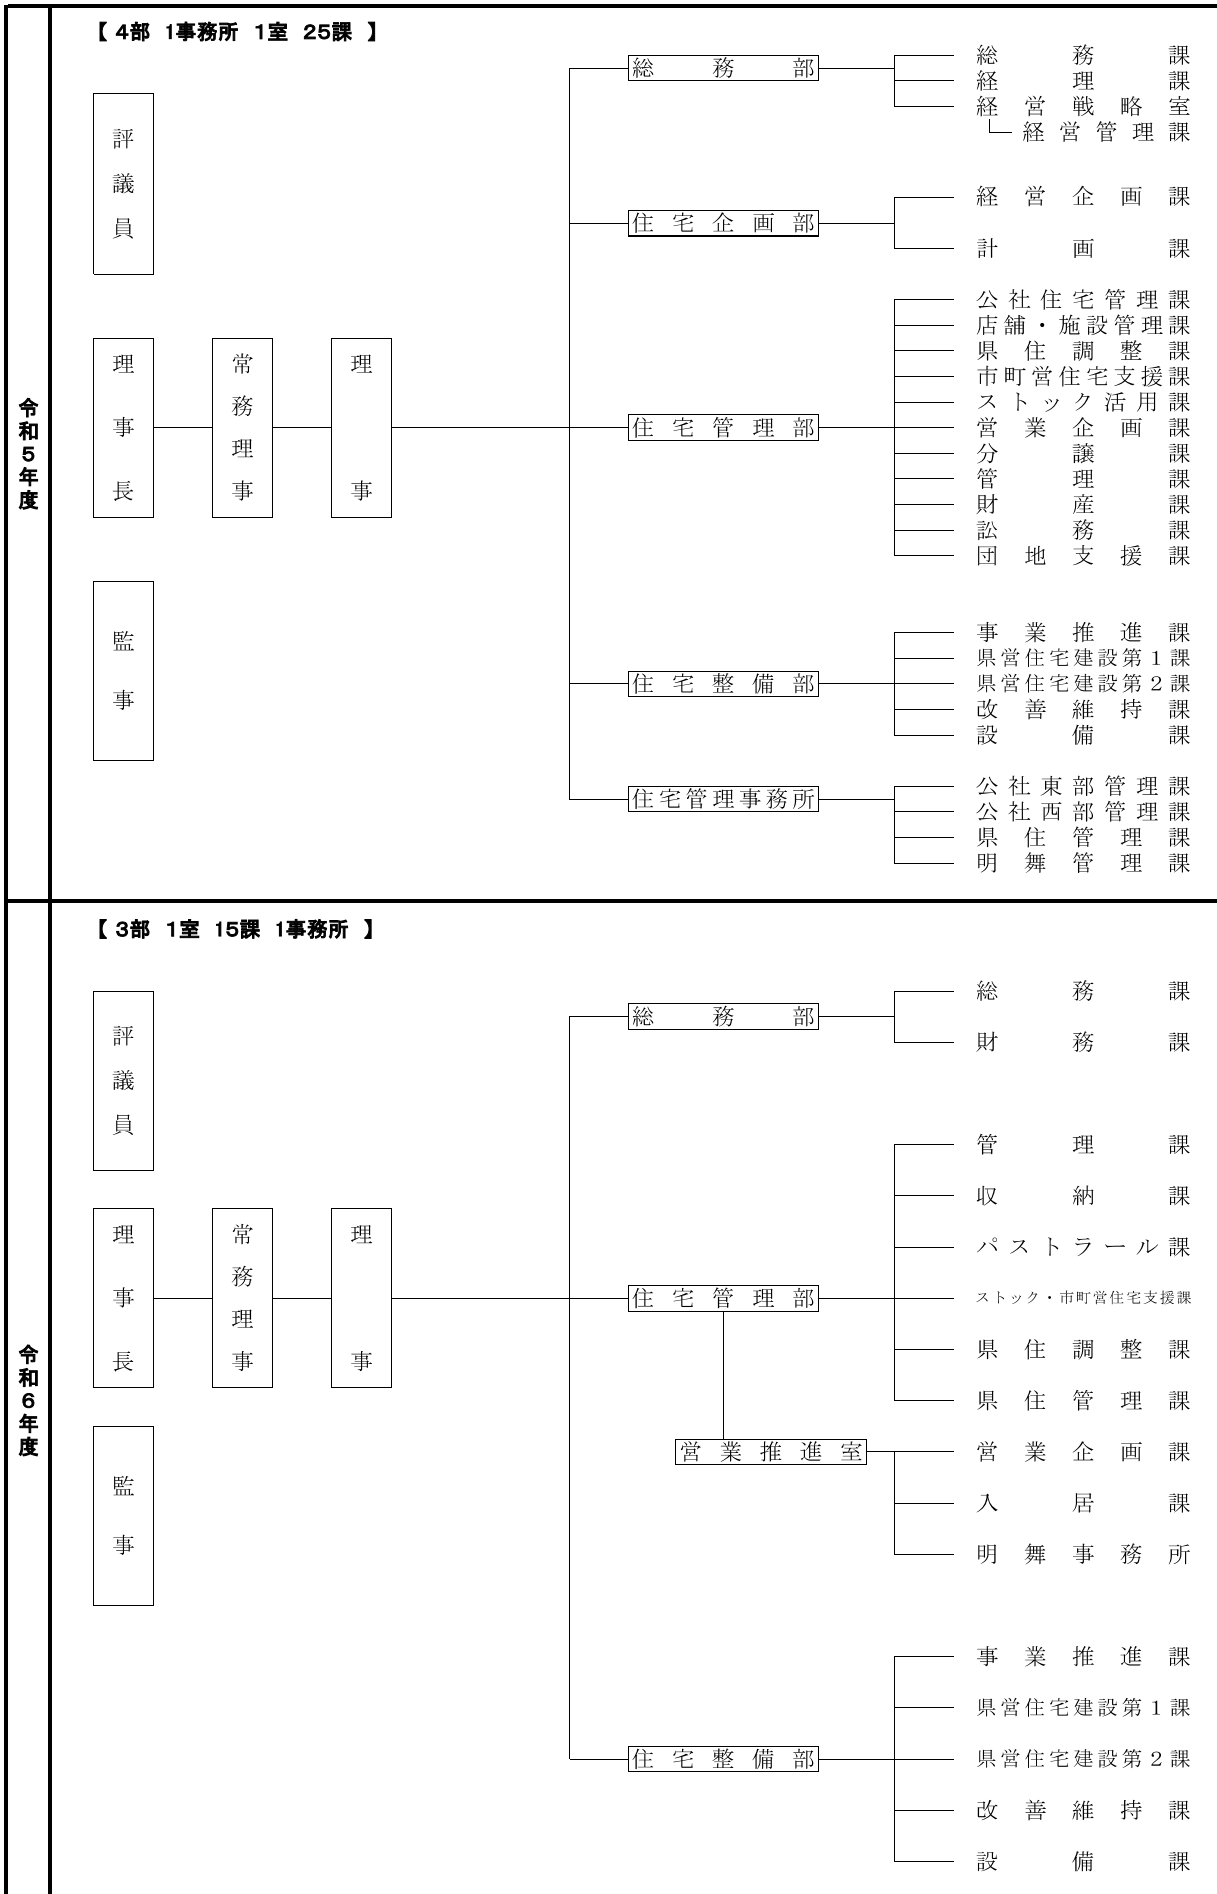 令和5年度
【 4部 1事務所 1室 25課 】
評議員
理事長
常務理事
理事
監事
総務部
総務課
経理課
経営戦略室
経営管理課
住宅企画部
経営企画課
計画課
住宅管理部
公社住宅管理課
店舗・施設管理課
県住調整課
市町営住宅支援課
ストック活用課
営業企画課
分譲課
管理課
財産課
訟務課
団地支援課
住宅整備部
事業推進課
県営住宅建設第1課
県営住宅建設第2課
改善維持課
設備課
住宅管理事務所
公社東部管理課
公社西部管理課
県住管理課
明舞管理課
令和6年度
【 3部 1室 15課 1事務所 】
評議員
理事長
常務理事
理事
監事
総務部
総務課
財務課
住宅管理部
管理課
収納課
パストラール課
ストック・市町営住宅支援課
県住調整課
県住管理課
営業推進室
営業企画課
入居課
明舞事務所
住宅整備部
事業推進課
県営住宅建設第1課
県営住宅建設第2課
改善維持課
設備課